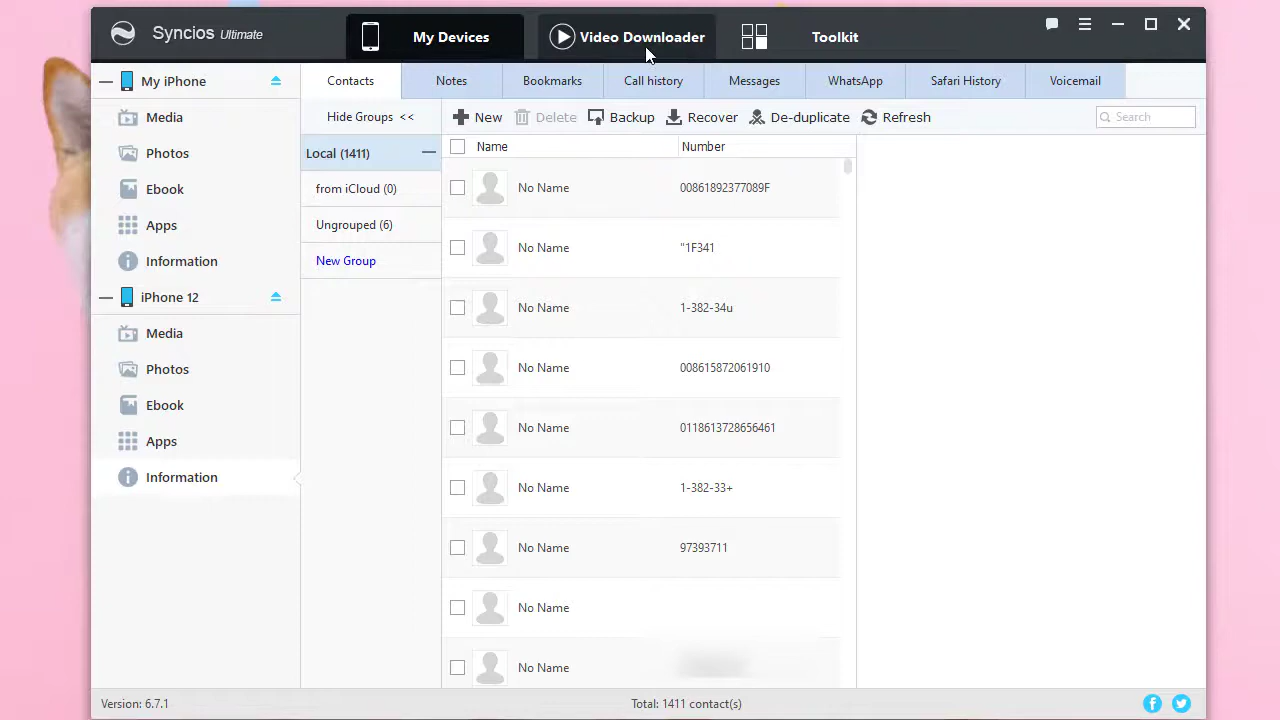 Syncios Ultimate
My Devices
Video Downloader
Toolkit
My iPhone
Media
Photos
Ebook
Apps
Information
iPhone 12
Media
Photos
Ebook
Apps
Information
Contacts
Notes
Bookmarks
Call history
Messages
WhatsApp
Safari History
Voicemail
Hide Groups <<
New
Delete
Backup
Recover
De-duplicate
Refresh
Search
Local (1411)
from iCloud (0)
Ungrouped (6)
New Group
Name Number
No Name 00861892377089F
No Name "1F341
No Name 1-382-34u
No Name 008615872061910
No Name 0118613728656461
No Name 1-382-33+
No Name 97393711
No Name
No Name
Version: 6.7.1
Total: 1411 contact(s)